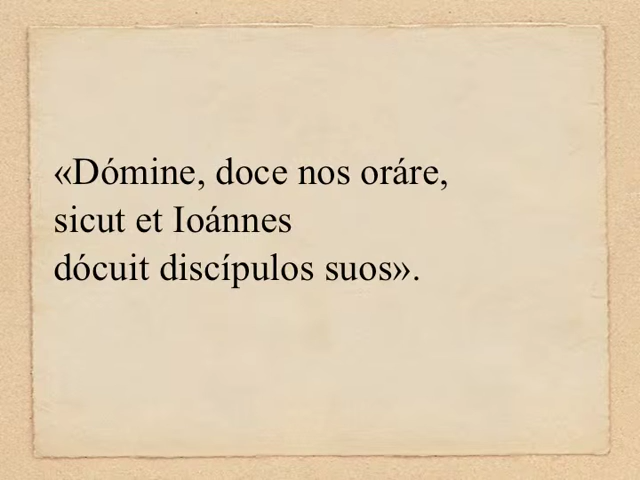 «Dómine, doce nos oráre,
sicut et Ioánnes
dócuit discípulos suos».